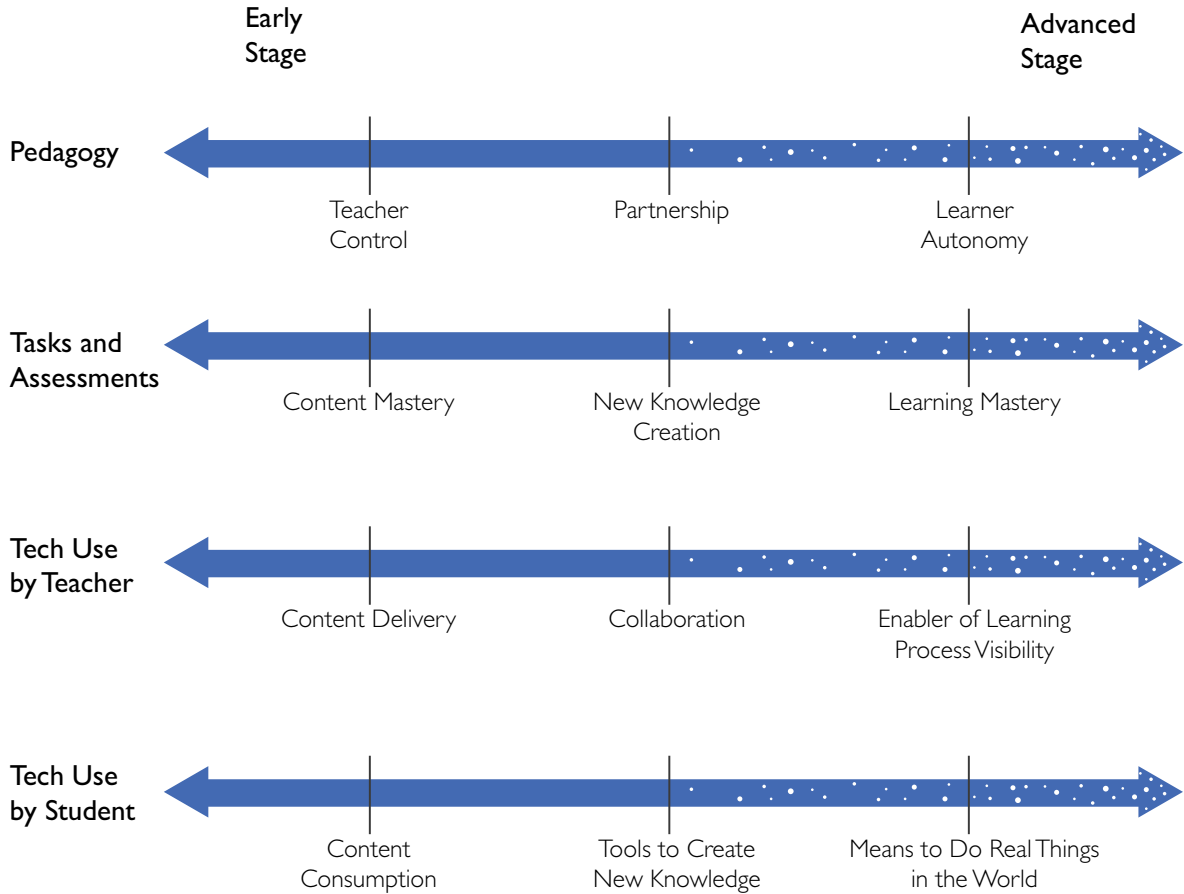 Early
Stage
Advanced
Stage
Pedagogy
Teacher
Control
Partnership
Learner
Autonomy
Tasks and
Assessments
Content Mastery
New Knowledge
Creation
Learning Mastery
Tech Use
by Teacher
Content Delivery
Collaboration
Enabler of Learning
Process Visibility
Tech Use
by Student
Content
Consumption
Tools to Create
New Knowledge
Means to Do Real Things
in the World